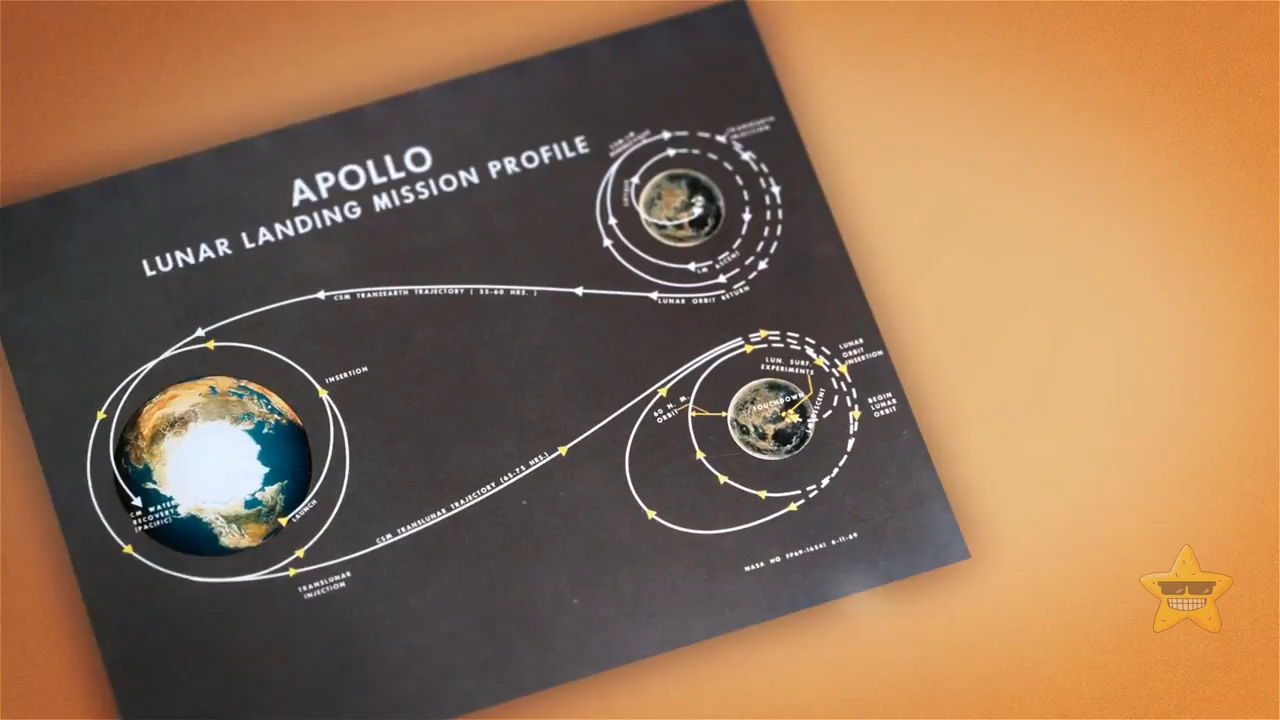 APOLLO
LUNAR LANDING MISSION PROFILE
LM ASCENT
LUNAR ORBIT RETURN
CSM TRANSEARTH TRAJECTORY ( 55-60 HRS. )
INSERTION
LUNAR
ORBIT
INSERTION
LUN. SURF.
EXPERIMENTS
TOUCHDOWN
60 N. M.
ORBIT
BEGIN
LUNAR
ORBIT
CSM TRANSLUNAR TRAJECTORY (65-75 HRS.)
CM WATER
RECOVERY
(PACIFIC)
LAUNCH
TRANSLUNAR
INJECTION